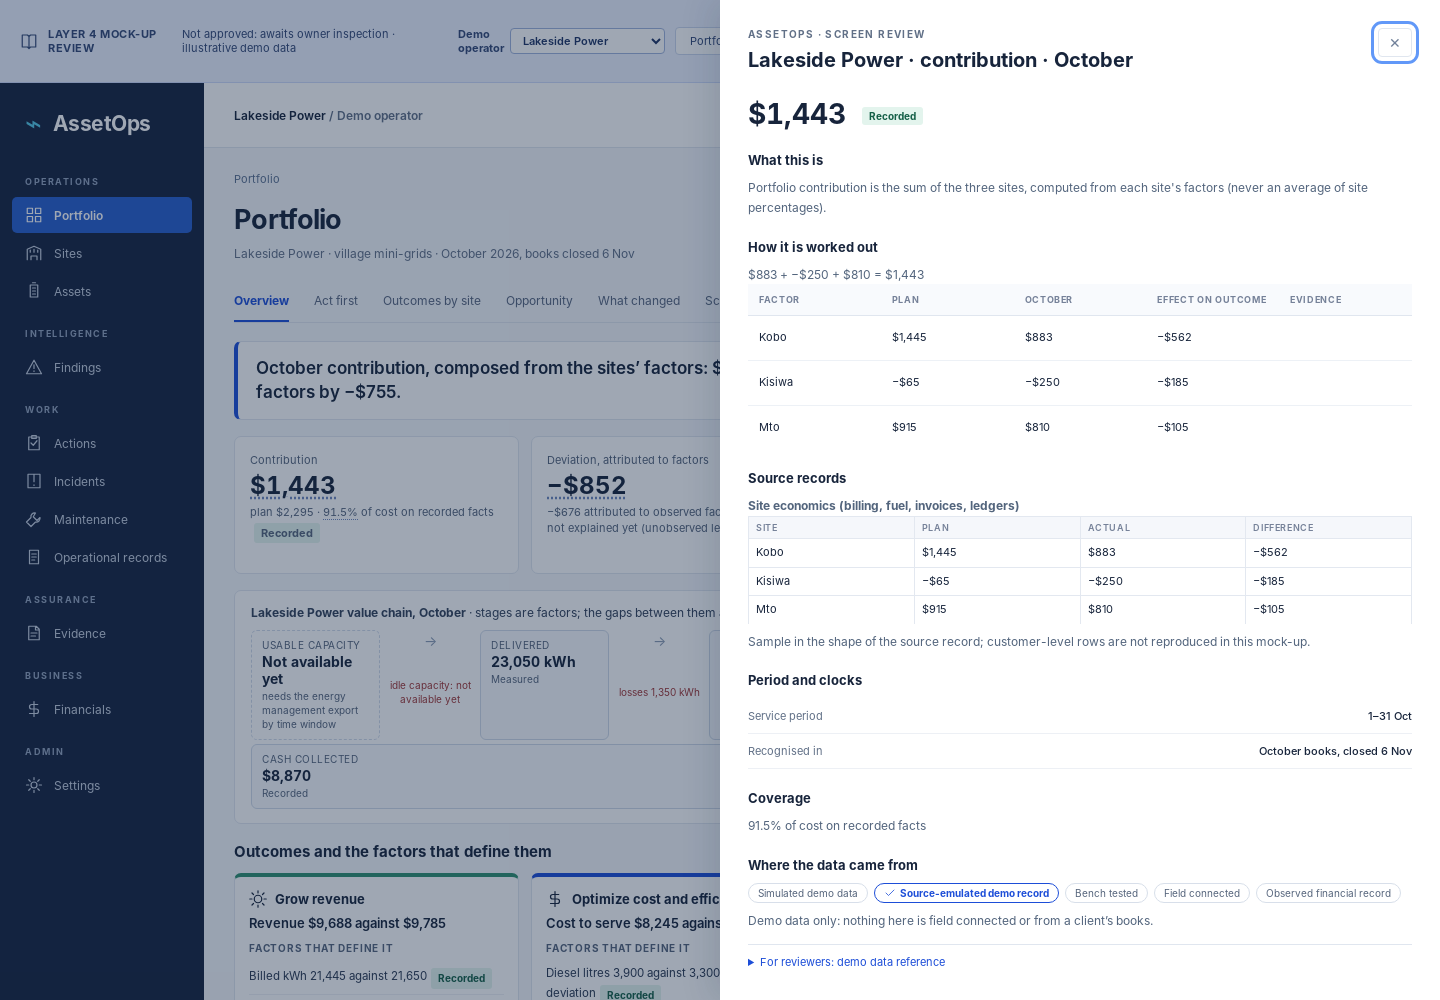 LAYER 4 MOCK-UP
REVIEW
Not approved: awaits owner inspection ·
illustrative demo data
Demo
operator
Lakeside Power
AssetOps
OPERATIONS
Portfolio
Sites
Assets
INTELLIGENCE
Findings
WORK
Actions
Incidents
Maintenance
Operational records
ASSURANCE
Evidence
BUSINESS
Financials
ADMIN
Settings
Lakeside Power / Demo operator
Portfolio
Portfolio
Lakeside Power · village mini-grids · October 2026, books closed 6 Nov
Overview Act first Outcomes by site Opportunity What changed
October contribution, composed from the sites’ factors:
factors by −$755.
Contribution
$1,443
plan $2,295 · 91.5% of cost on recorded facts
Recorded
Deviation, attributed to factors
−$852
−$676 attributed to observed
not explained yet (unobserved
Lakeside Power value chain, October · stages are factors; the gaps between them
USABLE CAPACITY
Not available
yet
needs the energy
management export
by time window
→
idle capacity: not
available yet
DELIVERED
23,050 kWh
Measured
→
losses 1,350 kWh
CASH COLLECTED
$8,870
Recorded
Outcomes and the factors that define them
Grow revenue
Revenue $9,688 against $9,785
FACTORS THAT DEFINE IT
Billed kWh 21,445 against 21,650 Recorded
Optimize cost and
Cost to serve $8,245
FACTORS THAT DEFINE IT
Diesel litres 3,900 against 3,300
deviation Recorded
ASSETOPS · SCREEN REVIEW
Lakeside Power · contribution · October
×
$1,443 Recorded
What this is
Portfolio contribution is the sum of the three sites, computed from each site's factors (never an average of site
percentages).
How it is worked out
$883 + −$250 + $810 = $1,443
FACTOR PLAN OCTOBER EFFECT ON OUTCOME EVIDENCE
Kobo $1,445 $883 −$562
Kisiwa −$65 −$250 −$185
Mto $915 $810 −$105
Source records
Site economics (billing, fuel, invoices, ledgers)
SITE PLAN ACTUAL DIFFERENCE
Kobo $1,445 $883 −$562
Kisiwa −$65 −$250 −$185
Mto $915 $810 −$105
Sample in the shape of the source record; customer-level rows are not reproduced in this mock-up.
Period and clocks
Service period 1–31 Oct
Recognised in October books, closed 6 Nov
Coverage
91.5% of cost on recorded facts
Where the data came from
Simulated demo data Source-emulated demo record Bench tested Field connected Observed financial record
Demo data only: nothing here is field connected or from a client’s books.
For reviewers: demo data reference